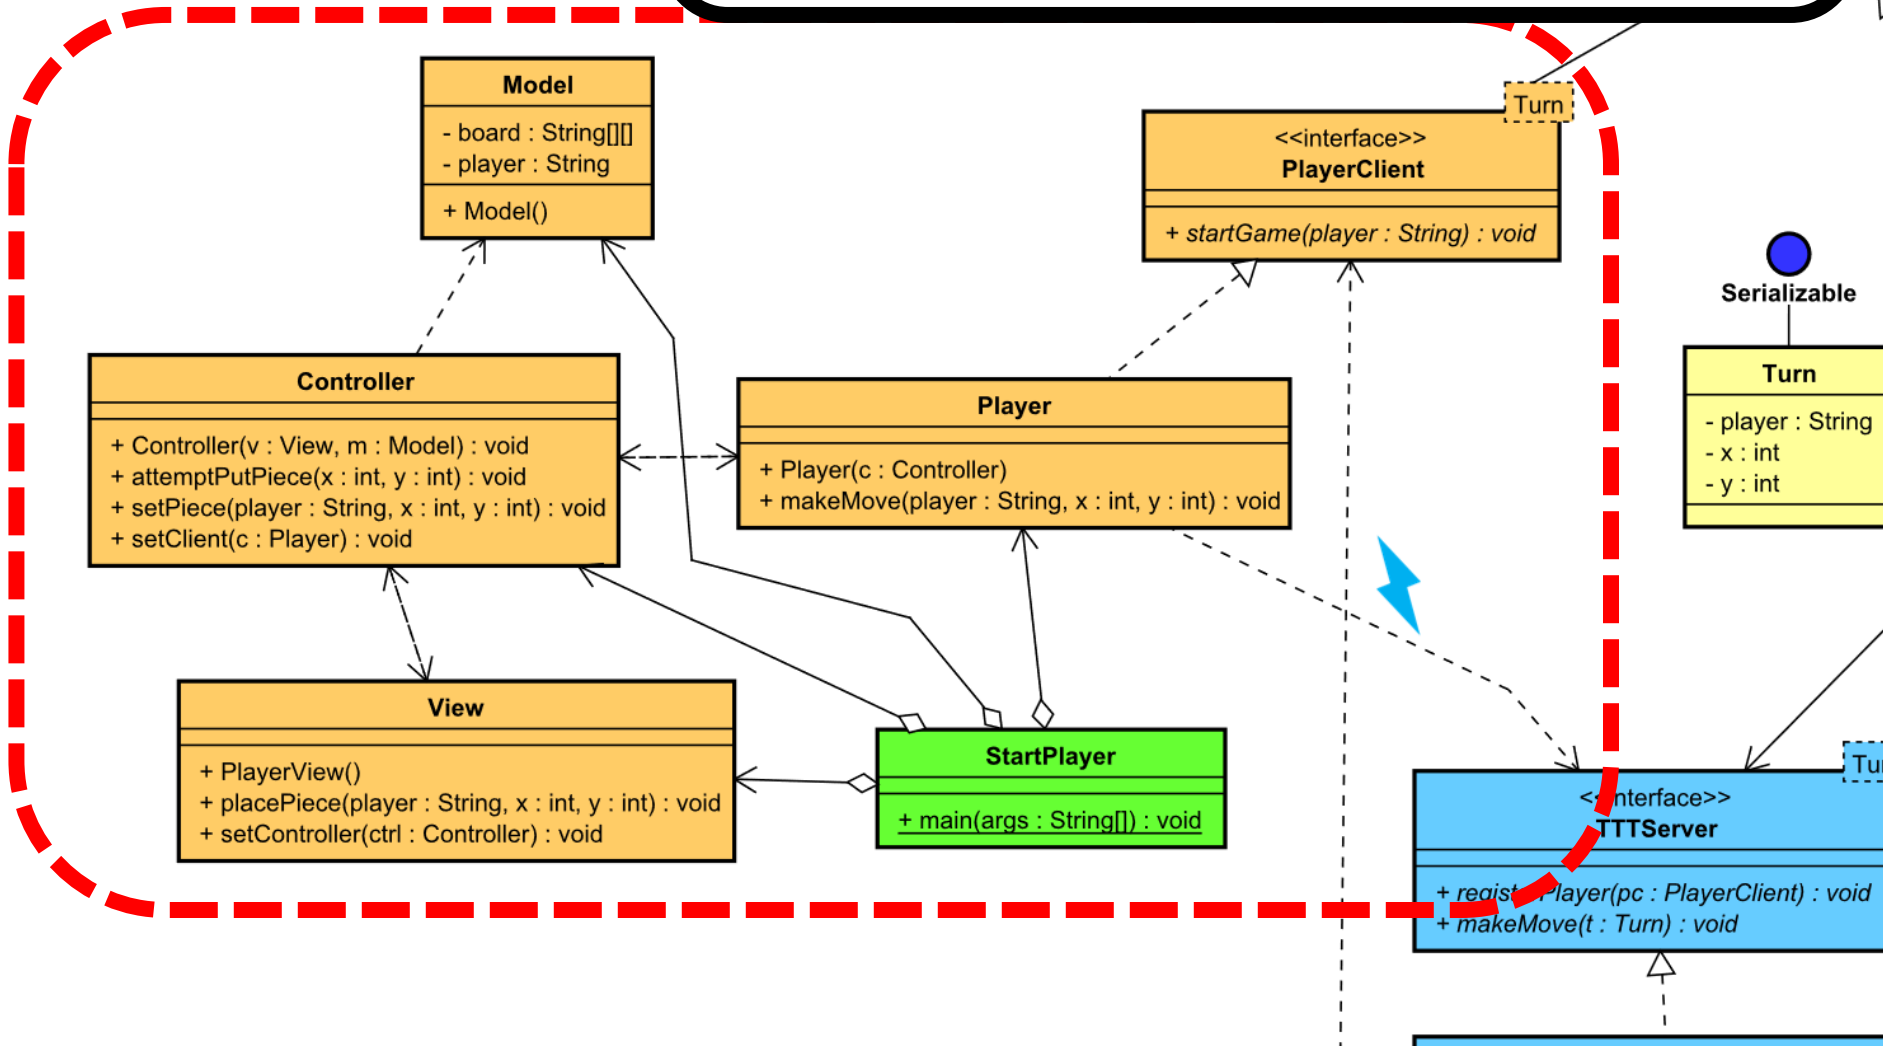 Model
- board : String[][]
- player : String
+ Model()
Turn
<<interface>>
PlayerClient
+ startGame(player : String) : void
Serializable
Turn
- player : String
- x : int
- y : int
Controller
+ Controller(v : View, m : Model) : void
+ attemptPutPiece(x : int, y : int) : void
+ setPiece(player : String, x : int, y : int) : void
+ setClient(c : Player) : void
Player
+ Player(c : Controller)
+ makeMove(player : String, x : int, y : int) : void
View
+ PlayerView()
+ placePiece(player : String, x : int, y : int) : void
+ setController(ctrl : Controller) : void
StartPlayer
+ main(args : String[]) : void
<<interface>>
TTTServer
+ registerPlayer(pc : PlayerClient) : void
+ makeMove(t : Turn) : void